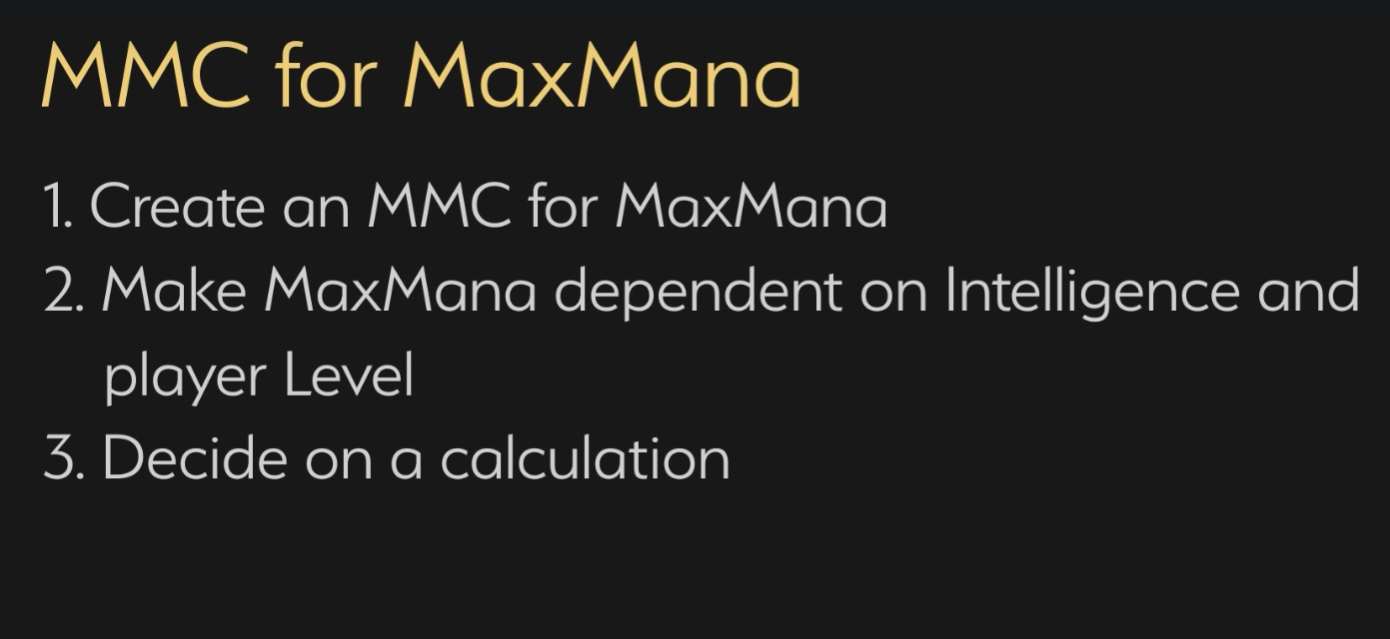 MMC for MaxMana
1. Create an MMC for MaxMana
2. Make MaxMana dependent on Intelligence and
player Level
3. Decide on a calculation